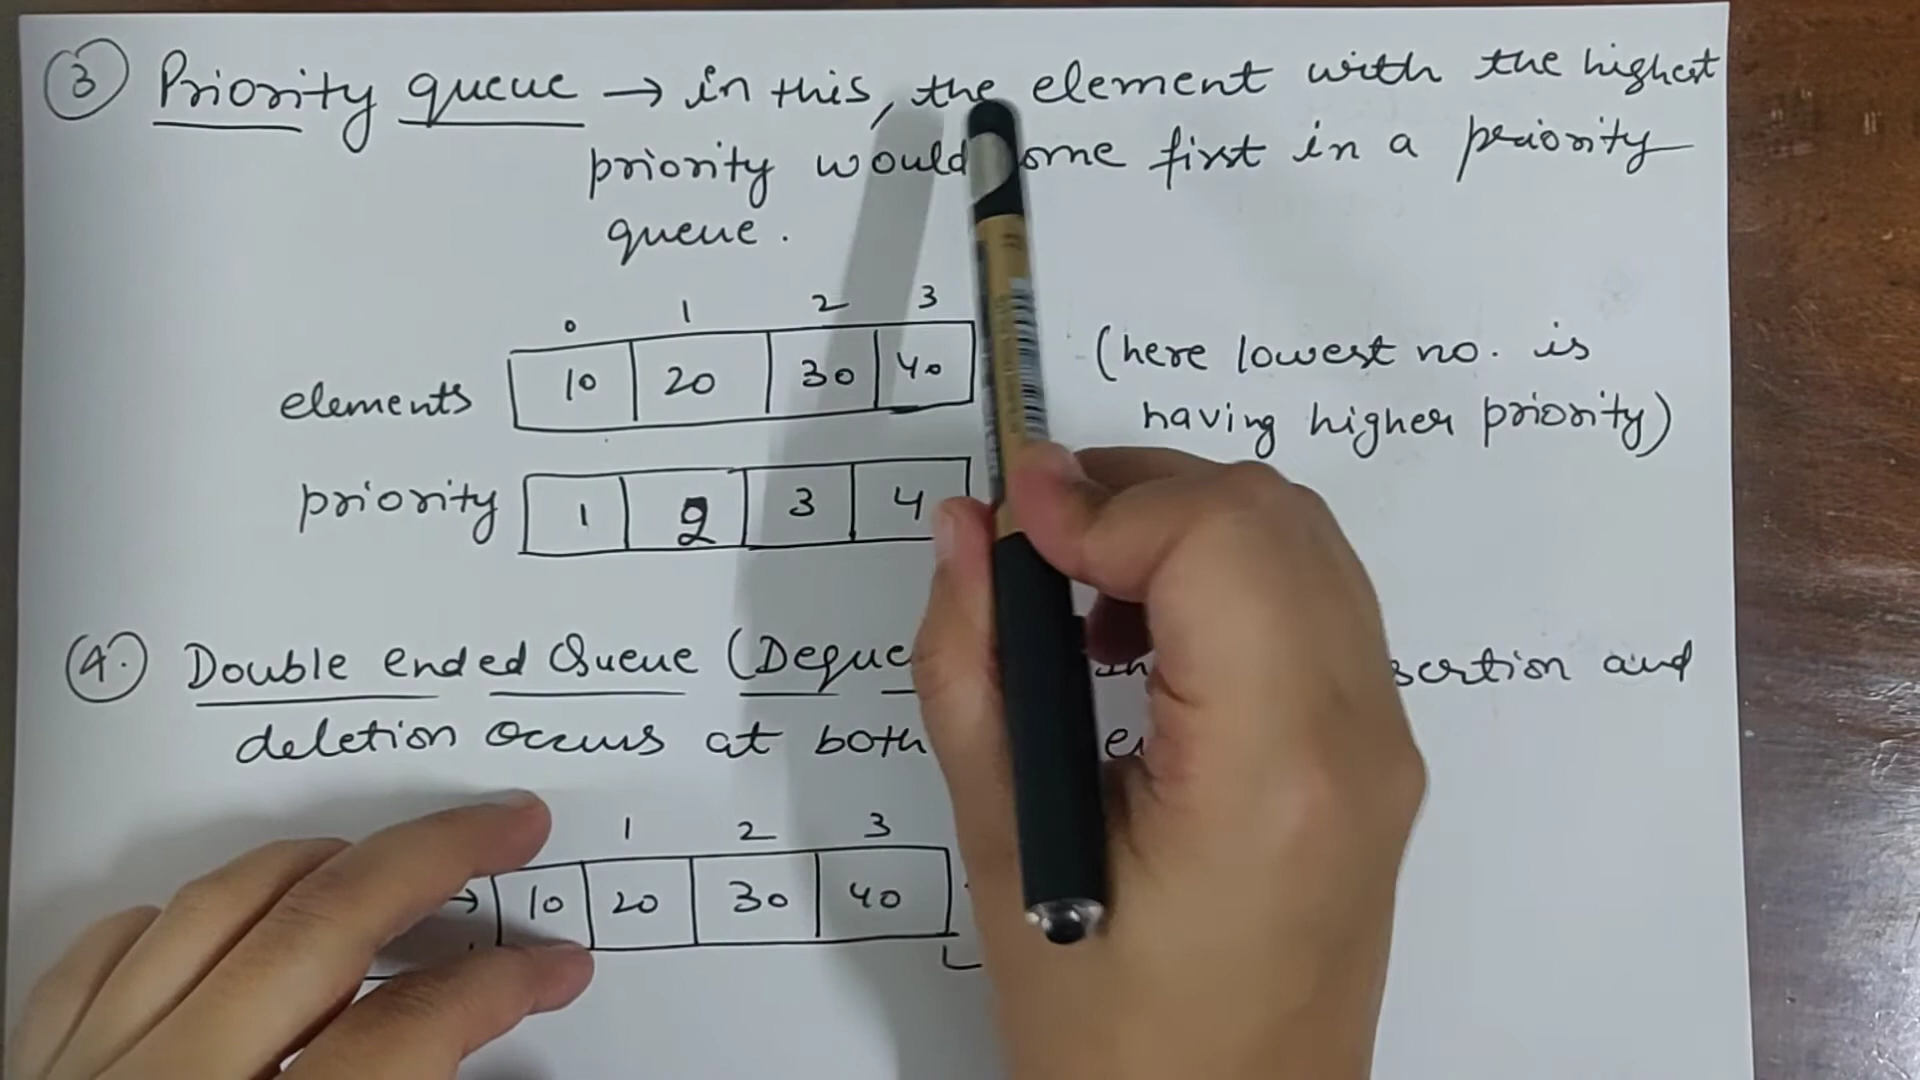 3 Priority queue → in this, the element with the highest
priority would come first in a priority
queue.
0 1 2 3
elements 10 20 30 40
(here lowest no. is
having higher priority)
priority 1 2 3 4
4. Double ended Queue (Deque
sertion and
deletion occurs at both
1 2 3
→ 10 20 30 40